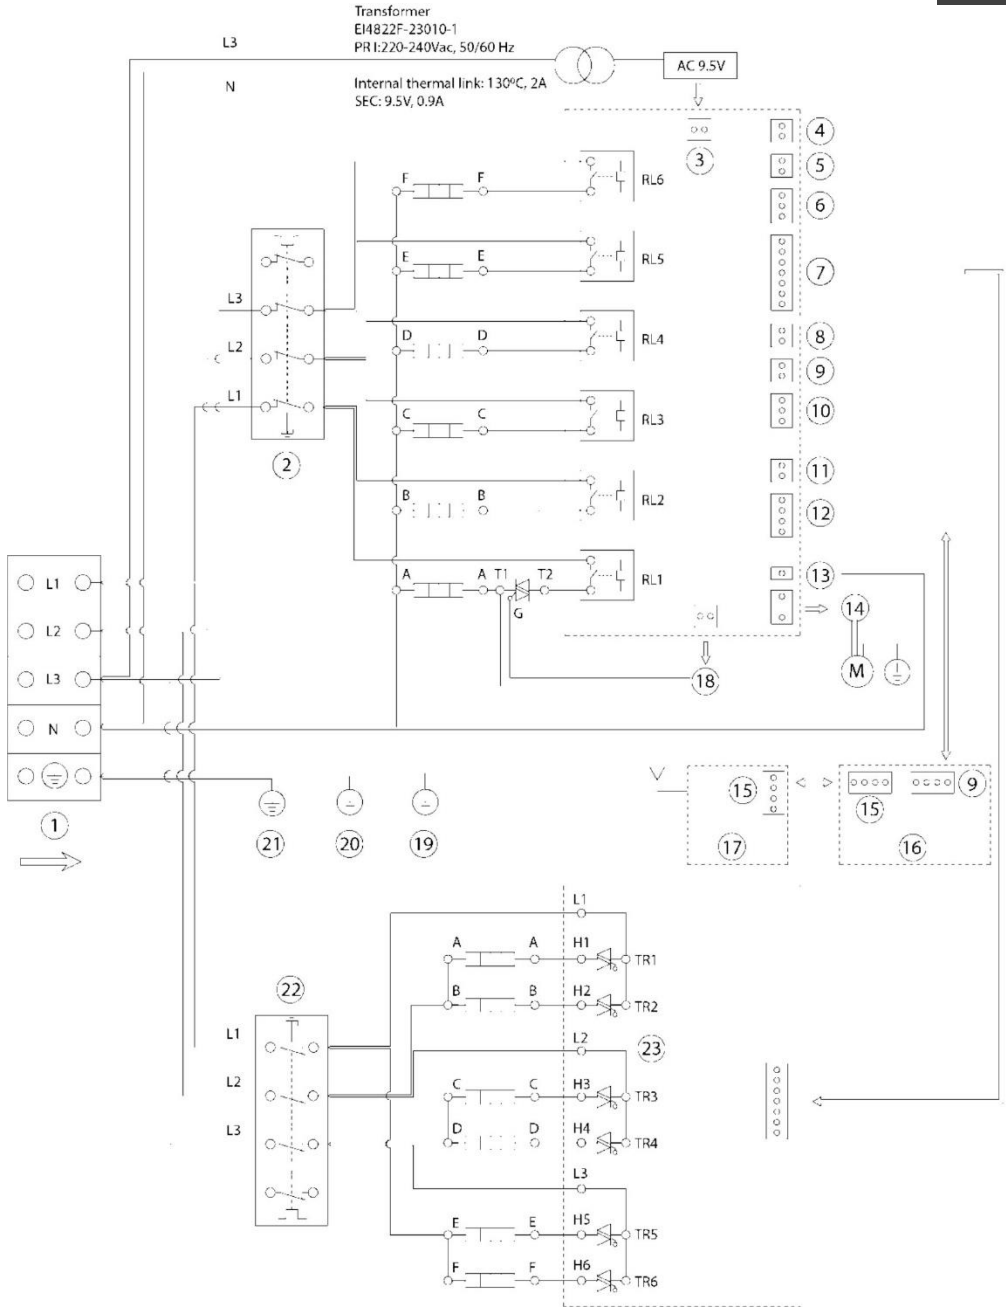 Transformer
EI4822F-23010-1
PRI:220-240Vac, 50/60 Hz
L3
AC 9.5V
N
Internal thermal link: 130ºC, 2A
SEC: 9.5V, 0.9A
3
4
5
6
7
8
9
10
11
12
13
14
M
F F RL6
E E RL5
D D RL4
C C RL3
B B RL2
A A T1 T2 RL1
G
18
L3
L2
L1
2
L1
L2
L3
N
1
21
20
19
15
17
15
9
16
L1
A A H1 TR1
B B H2 TR2
L2
23
C C H3 TR3
D D H4 TR4
L3
E E H5 TR5
F F H6 TR6
22
L1
L2
L3